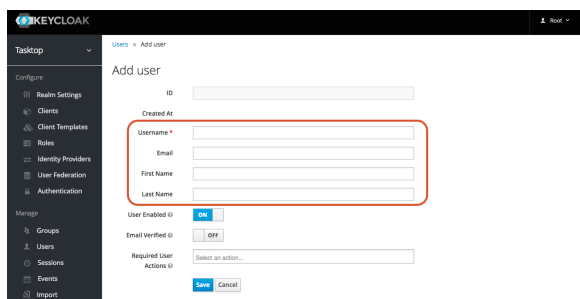 KEYCLOAK
Root
Tasktop
Configure
Realm Settings
Clients
Client Templates
Roles
Identity Providers
User Federation
Authentication
Manage
Groups
Users
Sessions
Events
Import
Users » Add user
Add user
ID
Created At
Username *
Email
First Name
Last Name
User Enabled
ON
Email Verified
OFF
Required User
Actions
Select an action...
Save Cancel